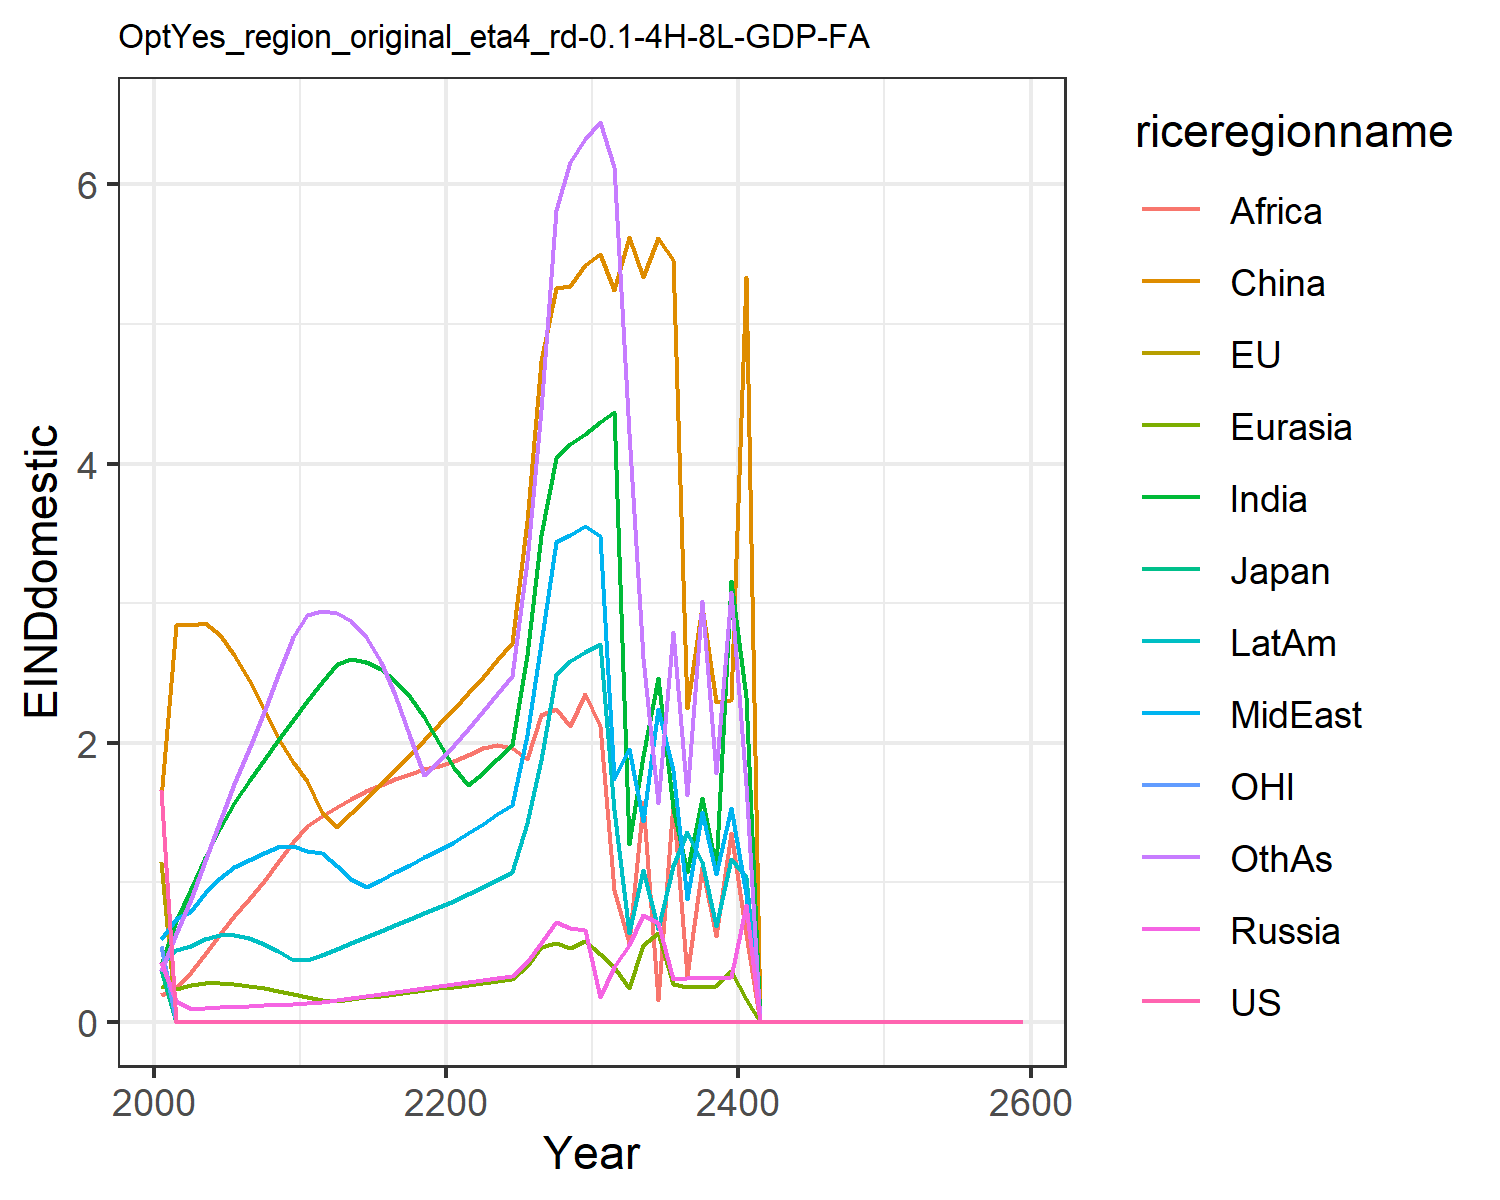 OptYes_region_original_eta4_rd-0.1-4H-8L-GDP-FA
6
4
2
0
EINDdomestic
2000
2200
2400
2600
Year
riceregionname
Africa
China
EU
Eurasia
India
Japan
LatAm
MidEast
OHI
OthAs
Russia
US